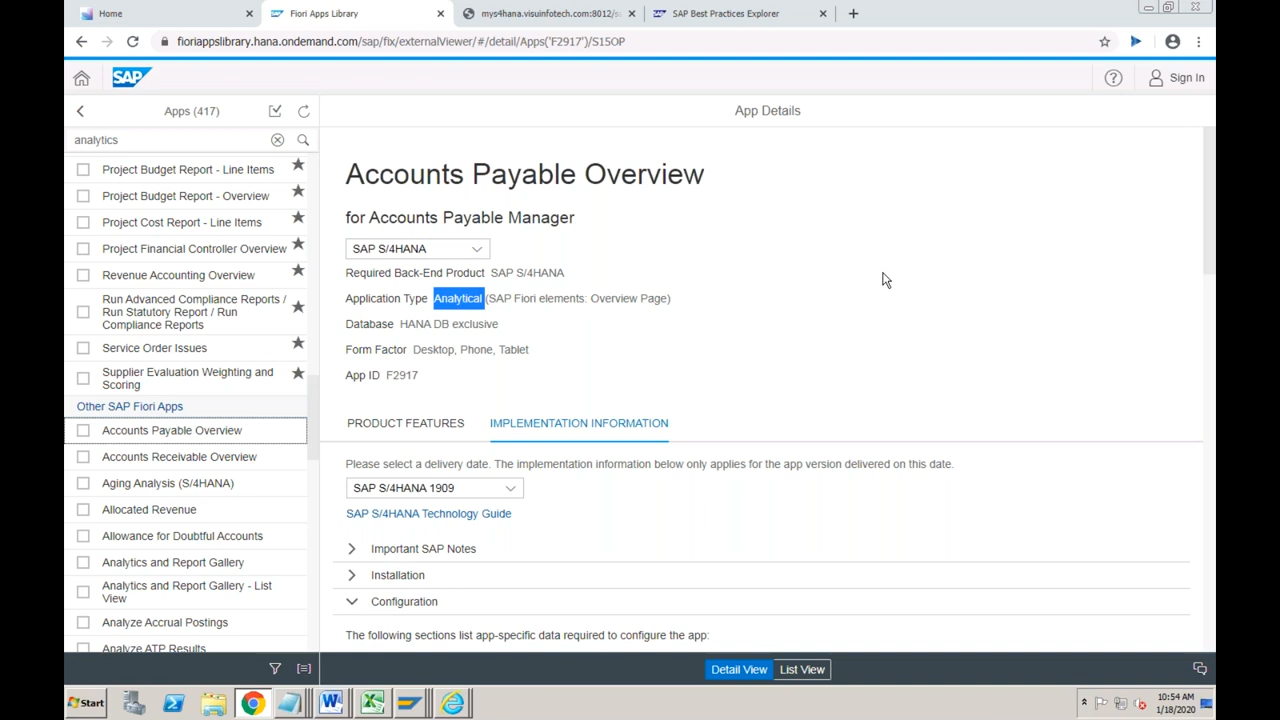 Home
Fiori Apps Library
mys4hana.visuinfotech.com:8012/s
SAP Best Practices Explorer
fioriappslibrary.hana.ondemand.com/sap/fix/externalViewer/#/detail/Apps('F2917')/S15OP
SAP
Sign In
Apps (417)
App Details
analytics
Project Budget Report - Line Items
Project Budget Report - Overview
Project Cost Report - Line Items
Project Financial Controller Overview
Revenue Accounting Overview
Run Advanced Compliance Reports /
Run Statutory Report / Run
Compliance Reports
Service Order Issues
Supplier Evaluation Weighting and
Scoring
Other SAP Fiori Apps
Accounts Payable Overview
Accounts Receivable Overview
Aging Analysis (S/4HANA)
Allocated Revenue
Allowance for Doubtful Accounts
Analytics and Report Gallery
Analytics and Report Gallery - List
View
Analyze Accrual Postings
Analyze ATP Results
Accounts Payable Overview
for Accounts Payable Manager
SAP S/4HANA
Required Back-End Product SAP S/4HANA
Application Type Analytical (SAP Fiori elements: Overview Page)
Database HANA DB exclusive
Form Factor Desktop, Phone, Tablet
App ID F2917
PRODUCT FEATURES IMPLEMENTATION INFORMATION
Please select a delivery date. The implementation information below only applies for the app version delivered on this date.
SAP S/4HANA 1909
SAP S/4HANA Technology Guide
Important SAP Notes
Installation
Configuration
The following sections list app-specific data required to configure the app:
Detail View List View
Start
10:54 AM
1/18/2020